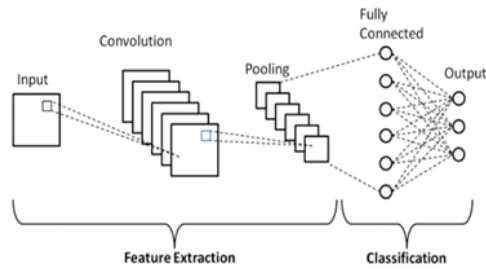 Fully
Connected
Convolution
Pooling
Input
Output
Feature Extraction
Classification